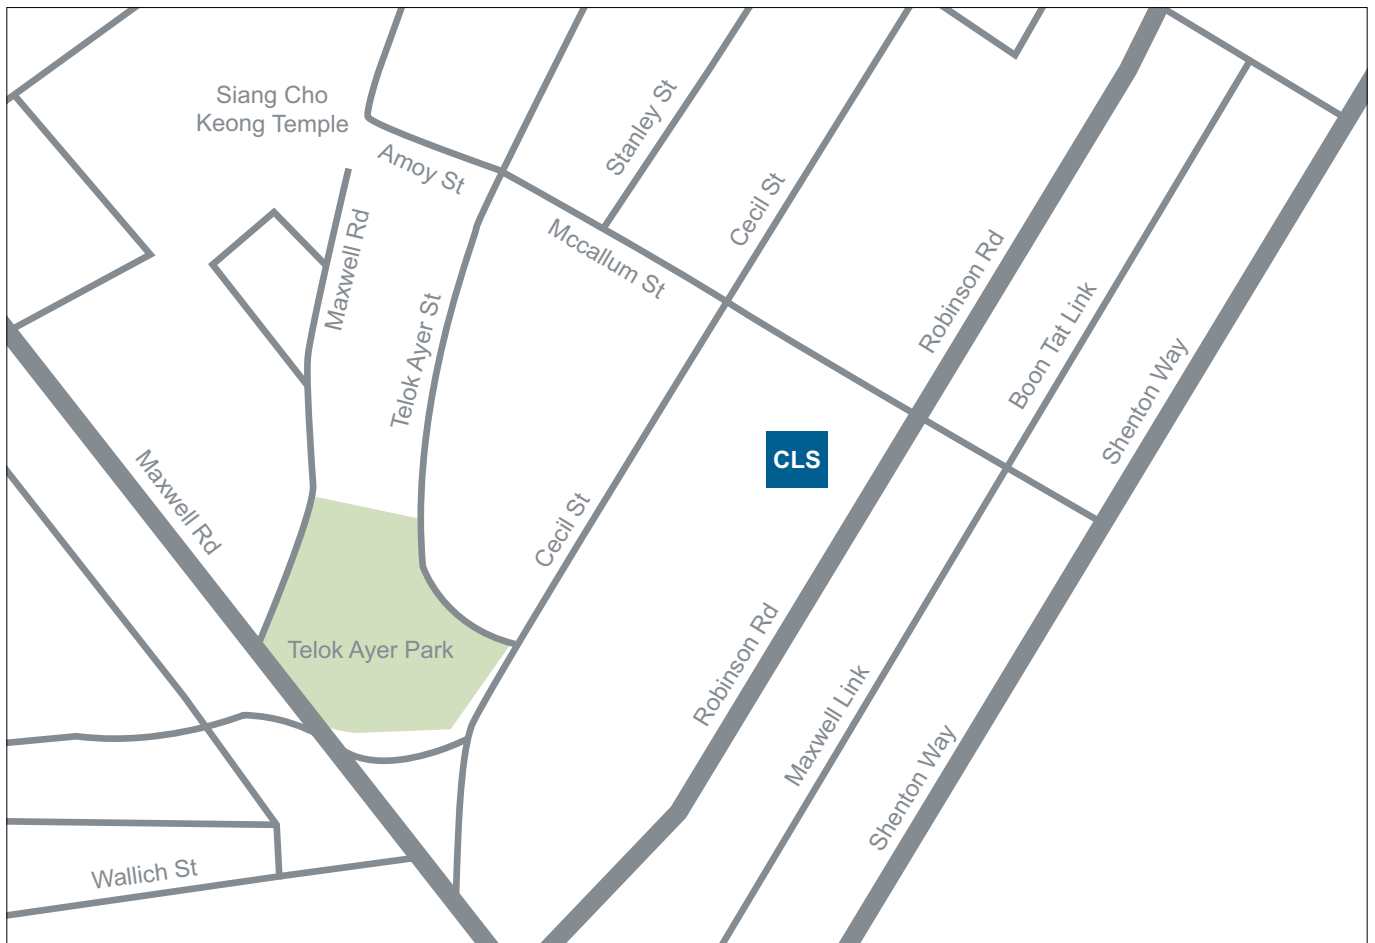 Siang Cho
Keong Temple
Amoy St
Stanley St
Cecil St
Maxwell Rd
Mccallum St
Robinson Rd
Telok Ayer St
Boon Tat Link
Shenton Way
CLS
Maxwell Rd
Cecil St
Telok Ayer Park
Robinson Rd
Maxwell Link
Shenton Way
Wallich St